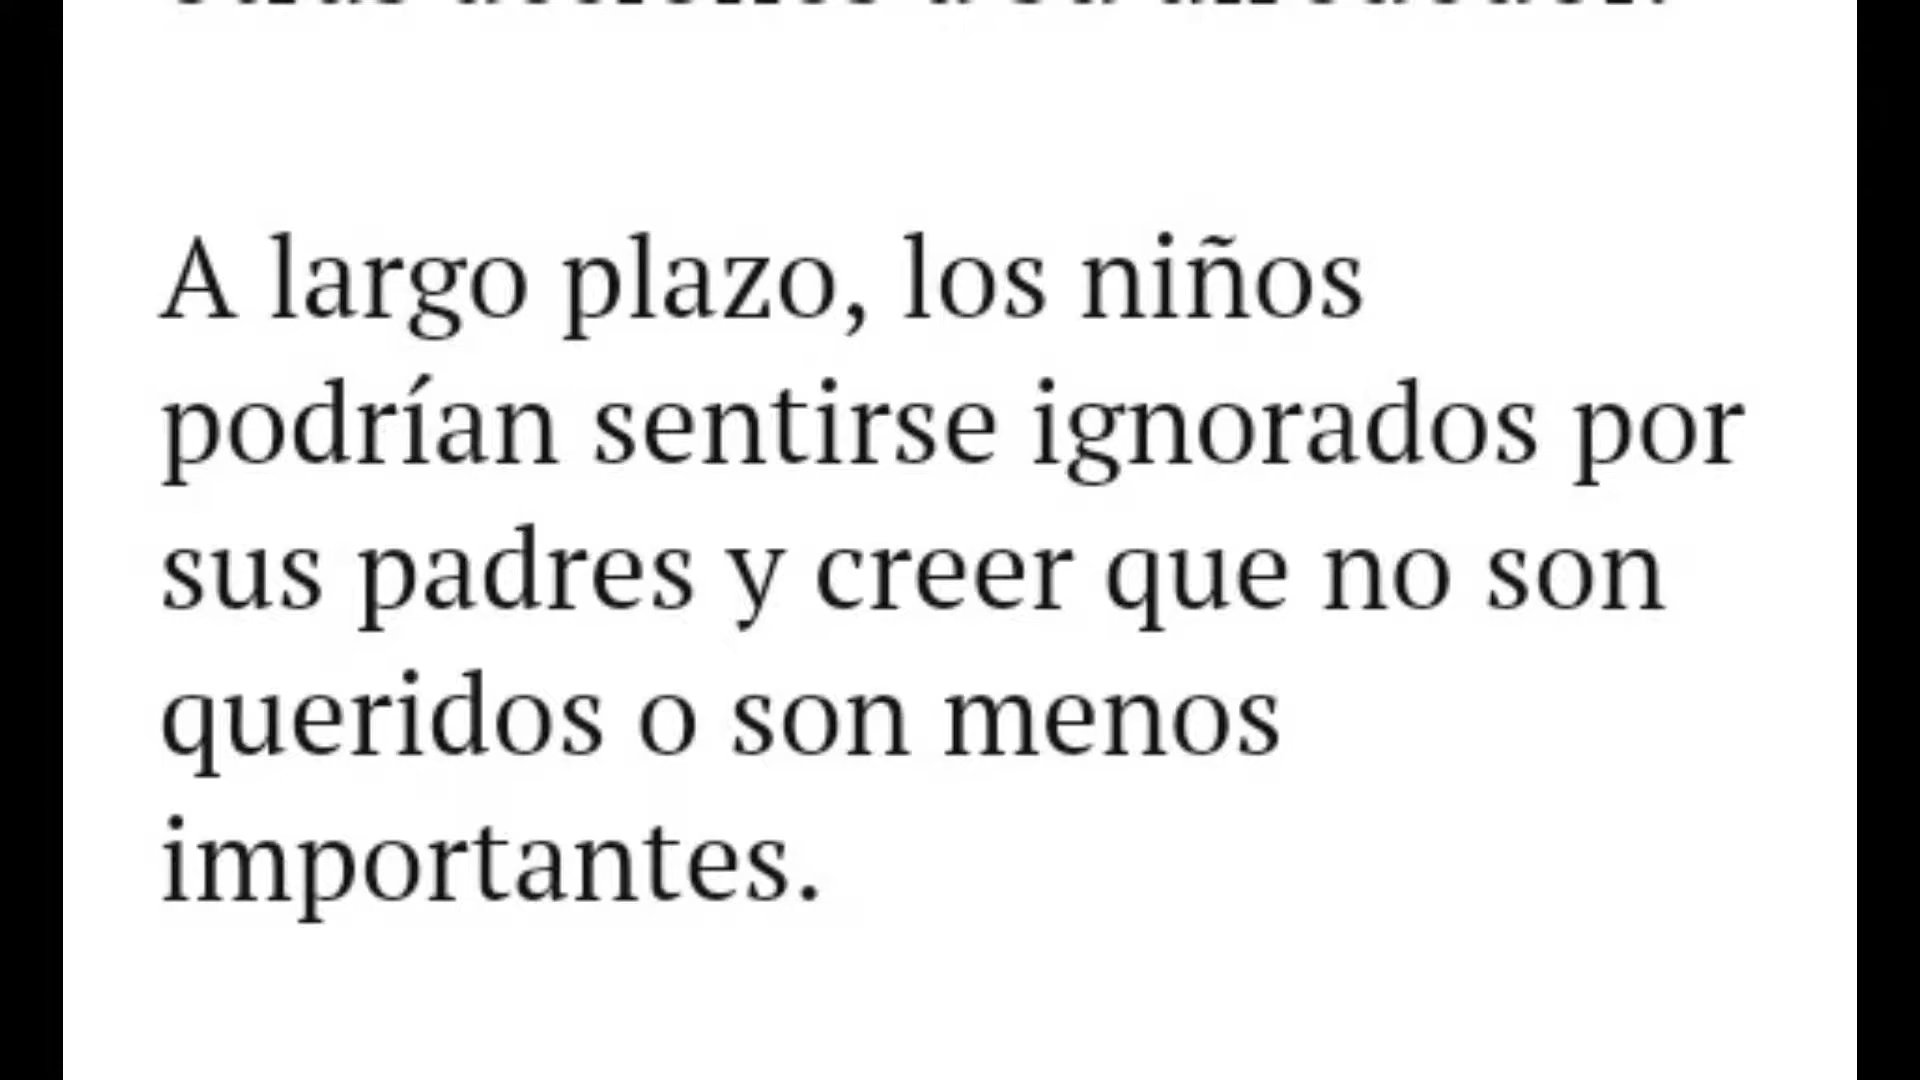 A largo plazo, los niños
podrían sentirse ignorados por
sus padres y creer que no son
queridos o son menos
importantes.